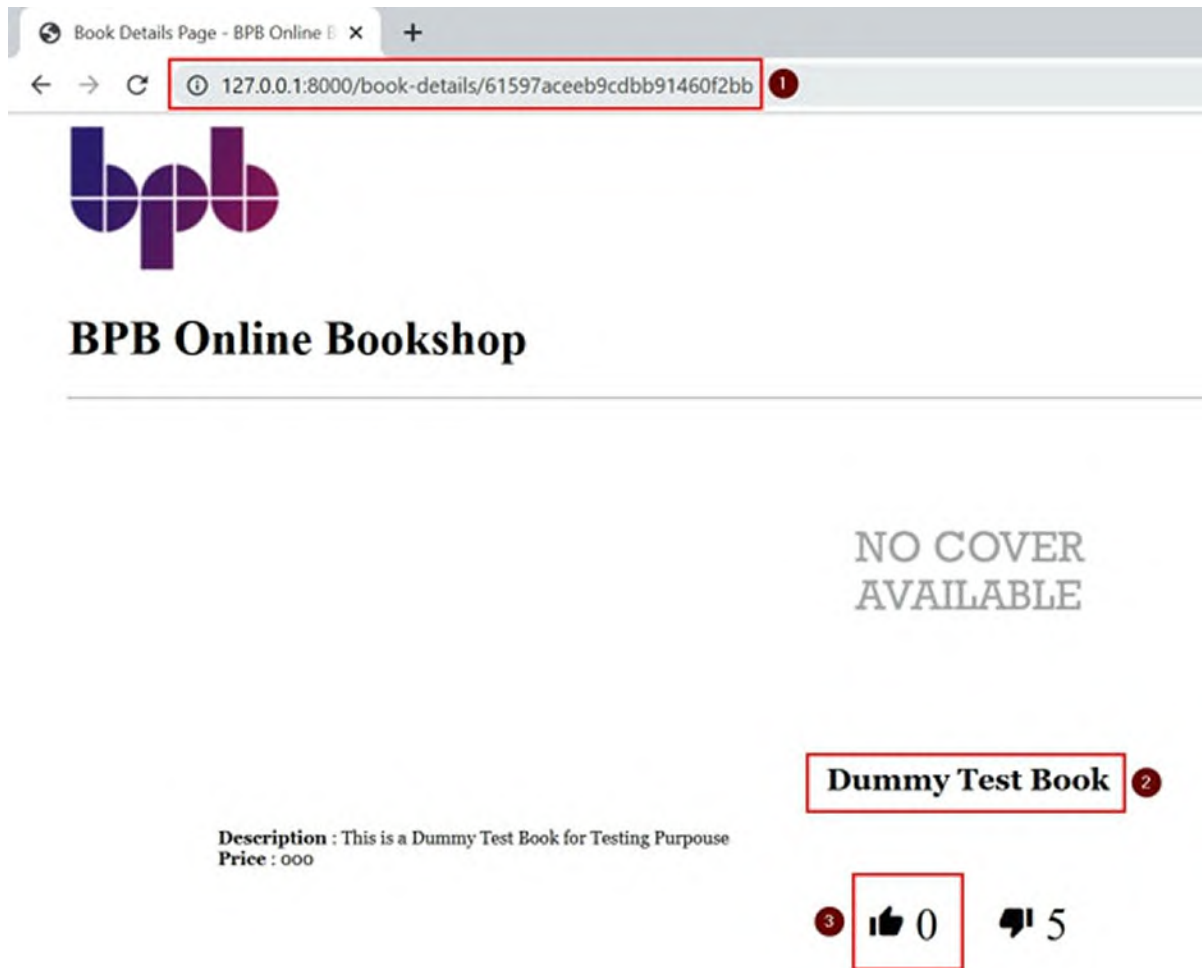 Book Details Page - BPB Online B
127.0.0.1:8000/book-details/61597aceeb9cdbb91460f2bb
1
bpb
BPB Online Bookshop
NO COVER
AVAILABLE
Dummy Test Book
2
Description : This is a Dummy Test Book for Testing Purpouse
Price : 000
3
0
5